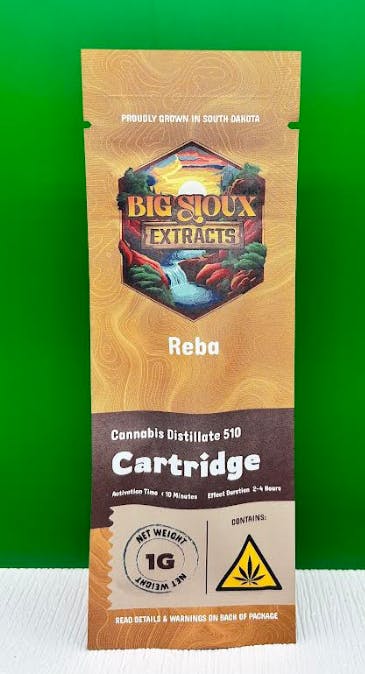 PROUDLY GROWN IN SOUTH DAKOTA
BIG SIOUX
EXTRACTS
Reba
Cannabis Distillate 510
Cartridge
Activation Time < 10 Minutes Effect Duration 2-4 Hours
NET WEIGHT
1G
NET WEIGHT
CONTAINS:
READ DETAILS & WARNINGS ON BACK OF PACKAGE